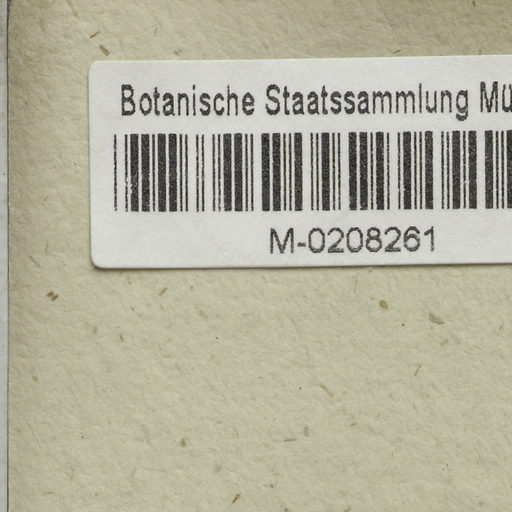 Botanische Staatssammlung Mü
M-0208261